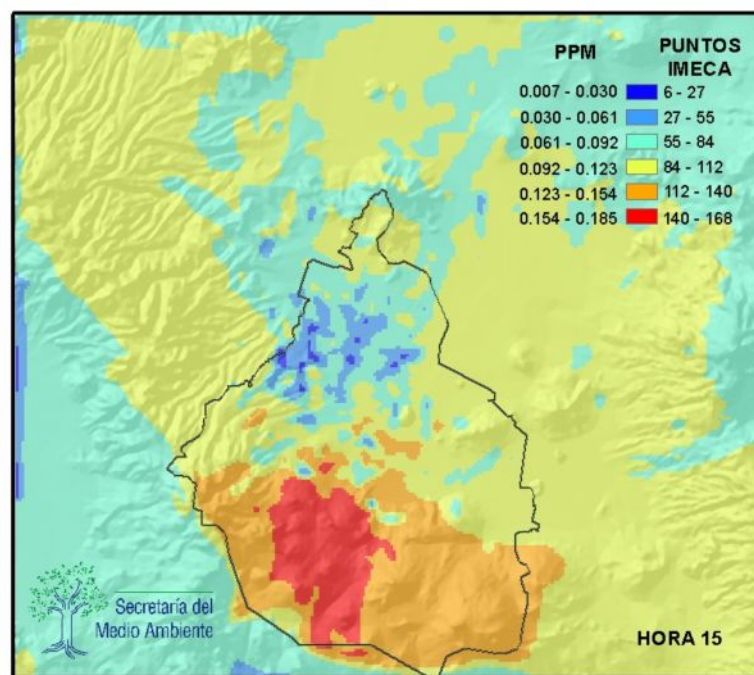 PPM PUNTOS
IMECA
0.007 - 0.030 6 - 27
0.030 - 0.061 27 - 55
0.061 - 0.092 55 - 84
0.092 - 0.123 84 - 112
0.123 - 0.154 112 - 140
0.154 - 0.185 140 - 168
Secretaría del
Medio Ambiente
HORA 15